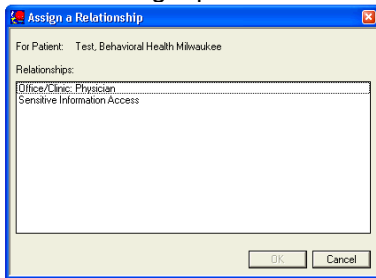 Assign a Relationship
For Patient: Test, Behavioral Health Milwaukee
Relationships:
Office/Clinic: Physician
Sensitive Information Access
OK Cancel